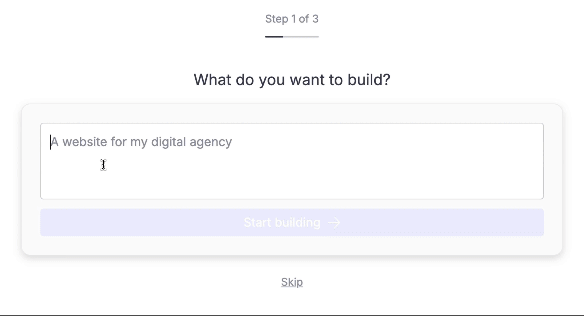 Step 1 of 3
What do you want to build?
A website for my digital agency
Start building →
Skip